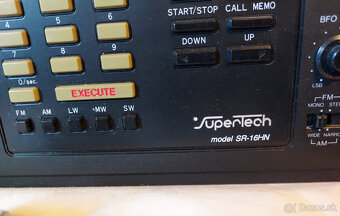 START/STOP CALL MEMO
BFO
4 5 6
DOWN UP
7 8 9
LSB
0/sec.
EXECUTE
FM
MONO STE
FM AM LW •MW SW
SuperTech
WIDE NARRO
AM
model SR-16HN
bazos.sk